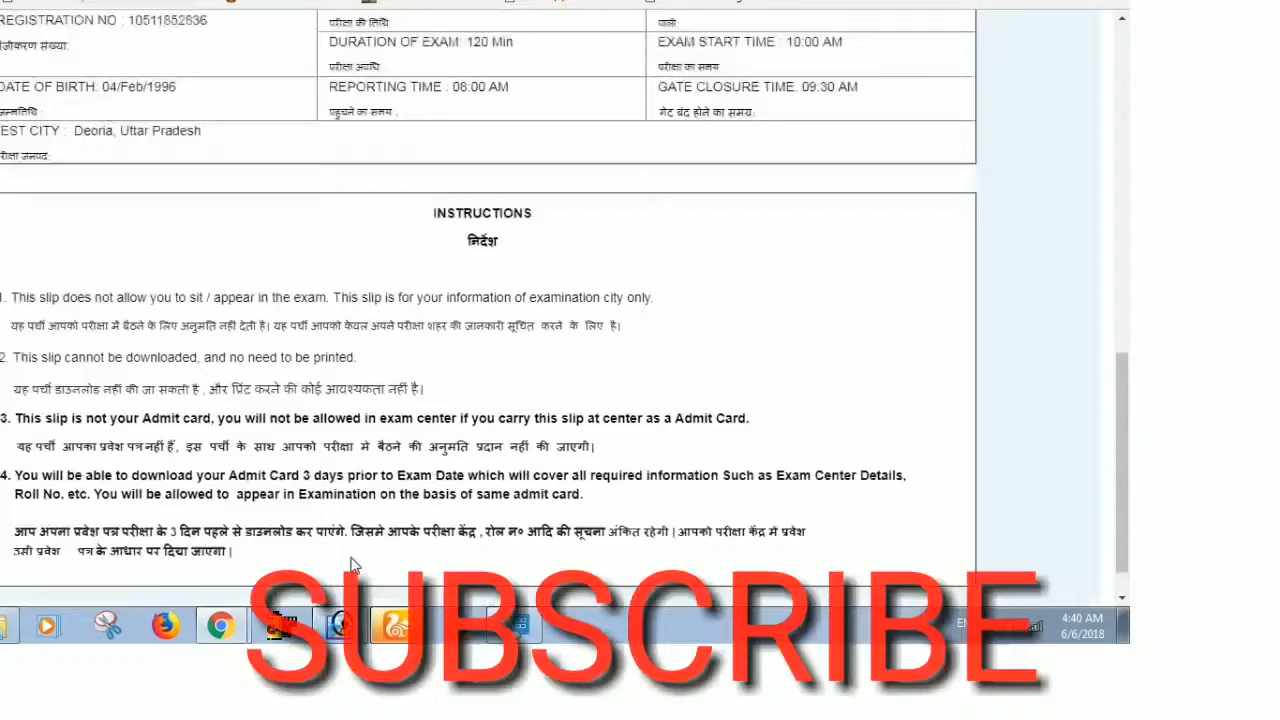 REGISTRATION NO : 10511852836
परीक्षा की तिथि
पाली
DURATION OF EXAM: 120 Min
EXAM START TIME : 10:00 AM
परीक्षा अवधि
परीक्षा का समय
DATE OF BIRTH: 04/Feb/1996
REPORTING TIME : 08:00 AM
GATE CLOSURE TIME: 09:30 AM
पहुचने का समय
गेट बंद होने का समय:
EST CITY : Deoria, Uttar Pradesh
INSTRUCTIONS
निर्देश
1. This slip does not allow you to sit / appear in the exam. This slip is for your information of examination city only.
यह पर्ची आपको परीक्षा में बैठने के लिए अनुमति नहीं देती है। यह पर्ची आपको केवल अपने परीक्षा शहर की जानकारी सूचित करने के लिए है।
2. This slip cannot be downloaded, and no need to be printed.
यह पर्ची डाउनलोड नहीं की जा सकती है , और प्रिंट करने की कोई आवश्यकता नहीं है।
3. This slip is not your Admit card, you will not be allowed in exam center if you carry this slip at center as a Admit Card.
यह पर्ची आपका प्रवेश पत्र नहीं हैं, इस पर्ची के साथ आपको परीक्षा मे बैठने की अनुमति प्रदान नहीं की जाएगी।
4. You will be able to download your Admit Card 3 days prior to Exam Date which will cover all required information Such as Exam Center Details,
Roll No, etc. You will be allowed to appear in Examination on the basis of same admit card.
आप अपना प्रवेश पत्र परीक्षा के 3 दिन पहले से डाउनलोड कर पाएंगे. जिसमे आपके परीक्षा केंद्र , रोल न० आदि की सूचना अंकित रहेगी | आपको परीक्षा केंद्र में प्रवेश
उसी प्रवेश पत्र के आधार पर दिया जाएगा |
SUBSCRIBE
4:40 AM
6/6/2018